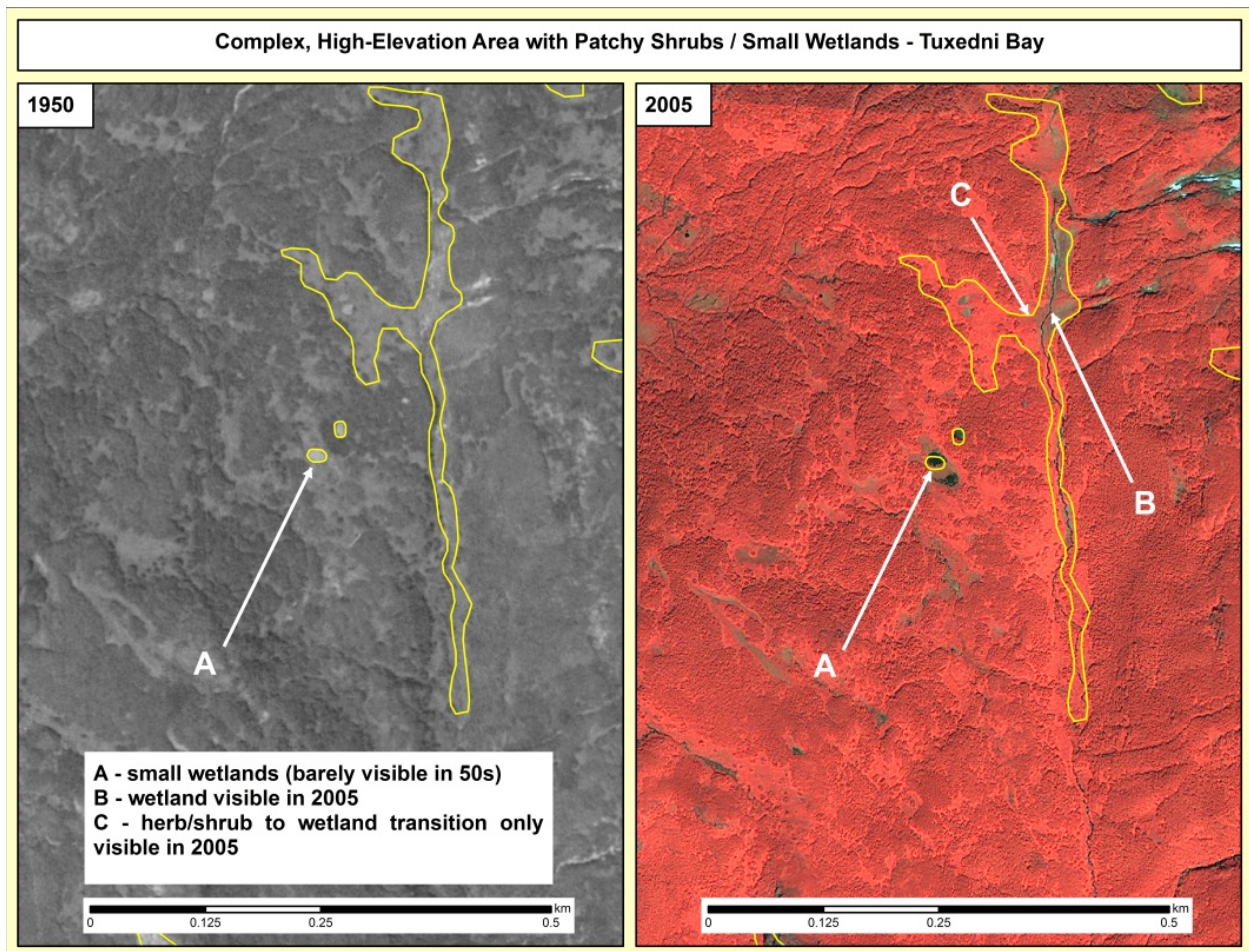 Complex, High-Elevation Area with Patchy Shrubs / Small Wetlands - Tuxedni Bay
1950
A
A - small wetlands (barely visible in 50s)
B - wetland visible in 2005
C - herb/shrub to wetland transition only
visible in 2005
km
0 0.125 0.25 0.5
2005
C
B
A
km
0 0.125 0.25 0.5